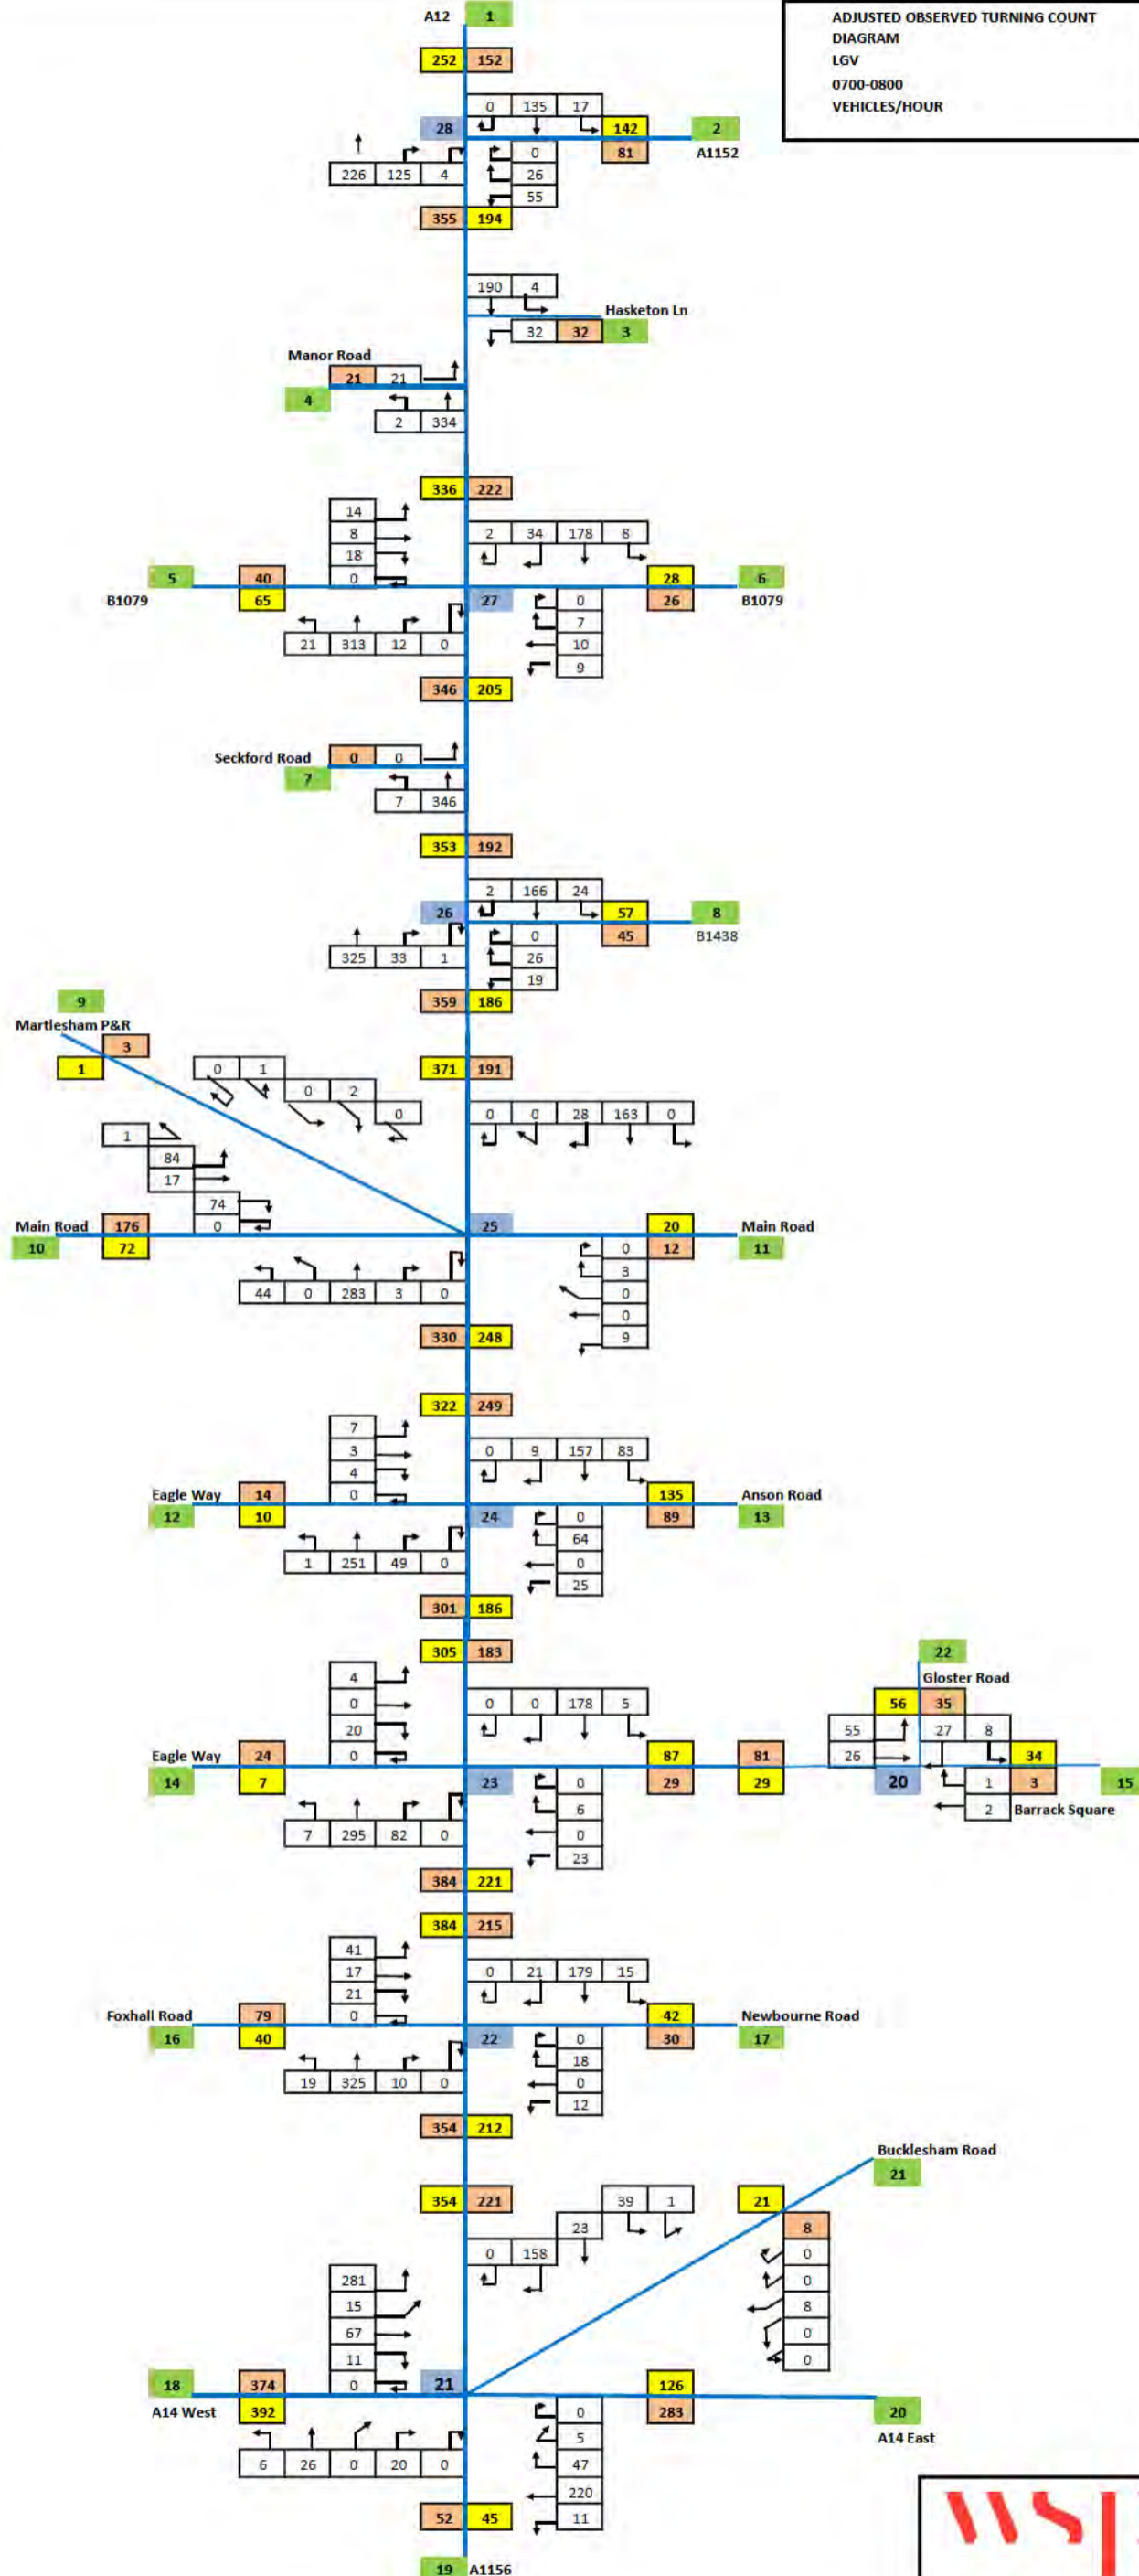 A12 1
ADJUSTED OBSERVED TURNING COUNT
DIAGRAM
LGV
0700-0800
VEHICLES/HOUR
252 152
0 135 17
28 142 2
0 81 A1152
226 125 4 26
55
355 194
190 4
Hasketon Ln
32 32 3
Manor Road
21 21
4
2 334
336 222
14
8 2 34 178 8
18
5 40 0 28 6
B1079 65 27 0 26 B1079
7
21 313 12 0 10
9
346 205
Seckford Road 0 0
7
7 346
353 192
2 166 24
26 57 8
0 45 B1438
325 33 1 26
19
359 186
9
Martlesham P&R
3
1 0 1 371 191
0 2
0 0 0 28 163 0
1
84
17
74
Main Road 176 0 25 20 Main Road
10 72 0 12 11
3
44 0 283 3 0 0
0
330 248 9
322 249
7
3 0 9 157 83
4
Eagle Way 14 0 135 Anson Road
12 10 24 0 89 13
64
1 251 49 0 0
25
301 186
305 183 22
4 Gloster Road
0 0 0 178 5 56 35
20 55 27 8
Eagle Way 24 0 87 81 26 34
14 7 23 0 29 29 20 1 3 15
6 2 Barrack Square
7 295 82 0 0
23
384 221
384 215
41
17 0 21 179 15
21
Foxhall Road 79 0 42 Newbourne Road
16 40 22 0 30 17
18
19 325 10 0 0
12
354 212
Bucklesham Road
21
354 221 39 1 21
23 8
0 158 0
281 0
15 8
67 0
11 0
18 374 0 21 126
A14 West 392 0 283 20
5 A14 East
6 26 0 20 0 47
220
52 45 11
19 A1156
WSP